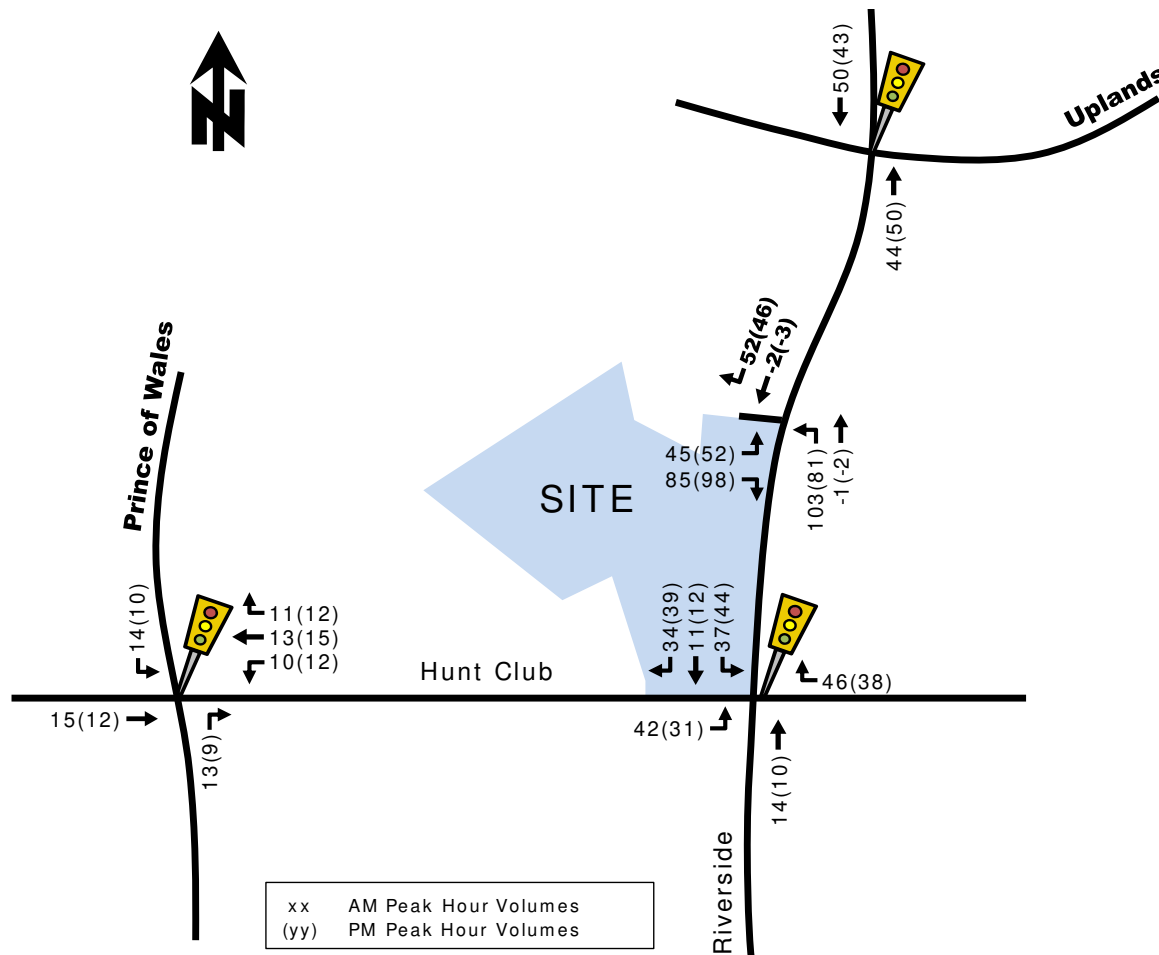 50(43)
Uplands
N
44(50)
52(46)
-2(-3)
Prince of Wales
45(52)
85(98)
103(81)
-1(-2)
SITE
14(10)
11(12)
13(15)
10(12)
34(39)
11(12)
37(44)
Hunt Club
46(38)
15(12)
13(9)
42(31)
14(10)
Riverside
xx AM Peak Hour Volumes
(yy) PM Peak Hour Volumes